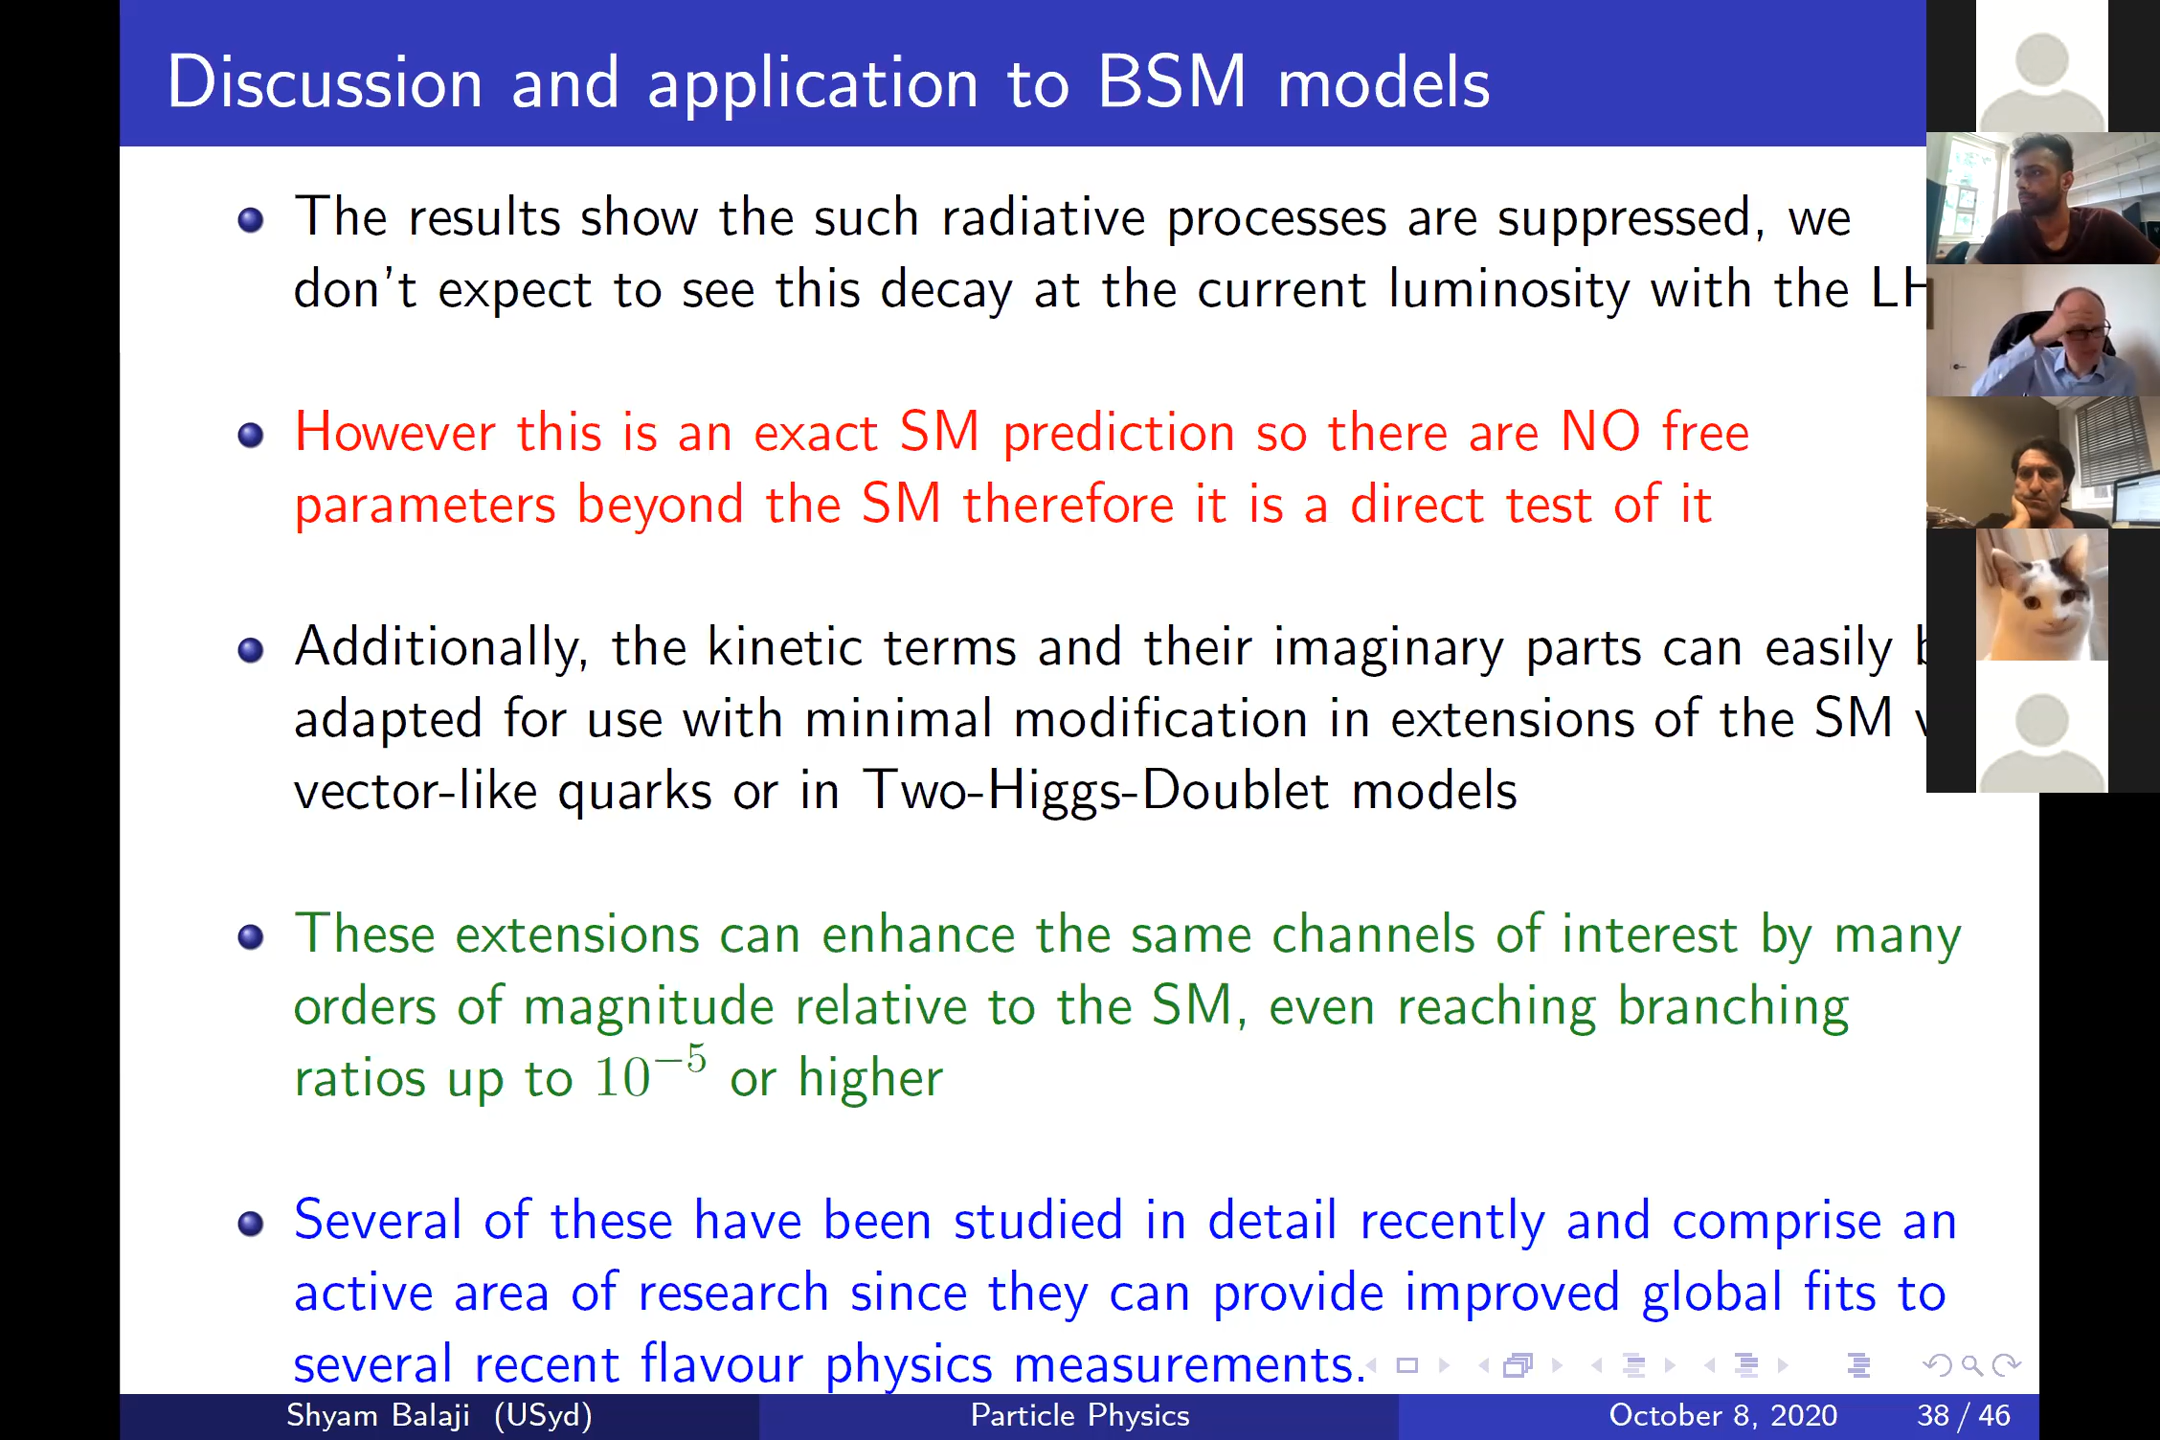 Discussion and application to BSM models
The results show the such radiative processes are suppressed, we
don't expect to see this decay at the current luminosity with the
However this is an exact SM prediction so there are NO free
parameters beyond the SM therefore it is a direct test of it
Additionally, the kinetic terms and their imaginary parts can easily
adapted for use with minimal modification in extensions of the SM
vector-like quarks or in Two-Higgs-Doublet models
These extensions can enhance the same channels of interest by many
orders of magnitude relative to the SM, even reaching branching
ratios up to 10⁻⁵ or higher
Several of these have been studied in detail recently and comprise an
active area of research since they can provide improved global fits to
several recent flavour physics measurements.
Shyam Balaji (USyd) Particle Physics October 8, 2020 38 / 46